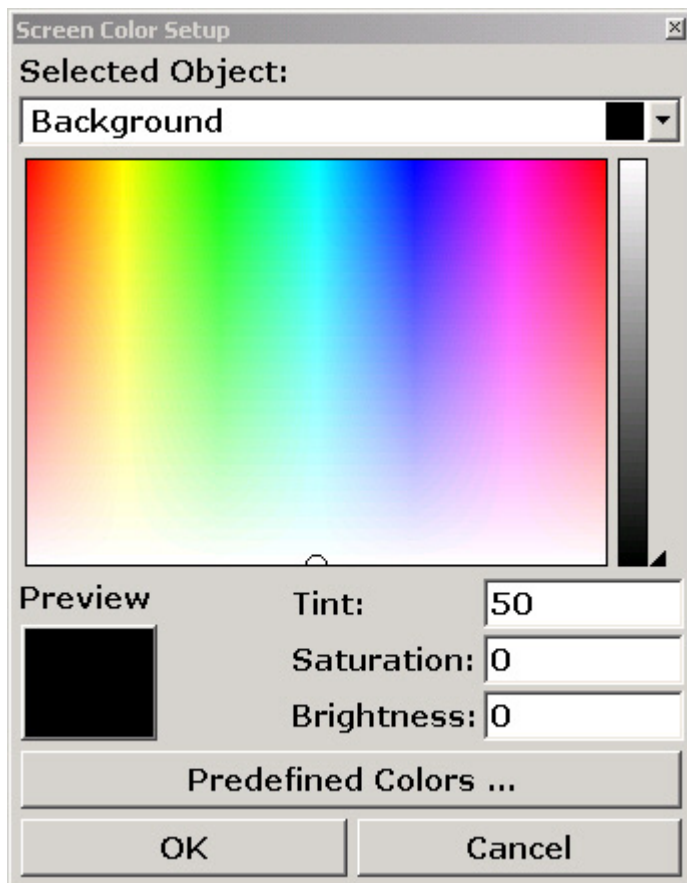 Screen Color Setup
Selected Object:
Background
Preview
Tint: 50
Saturation: 0
Brightness: 0
Predefined Colors ...
OK Cancel